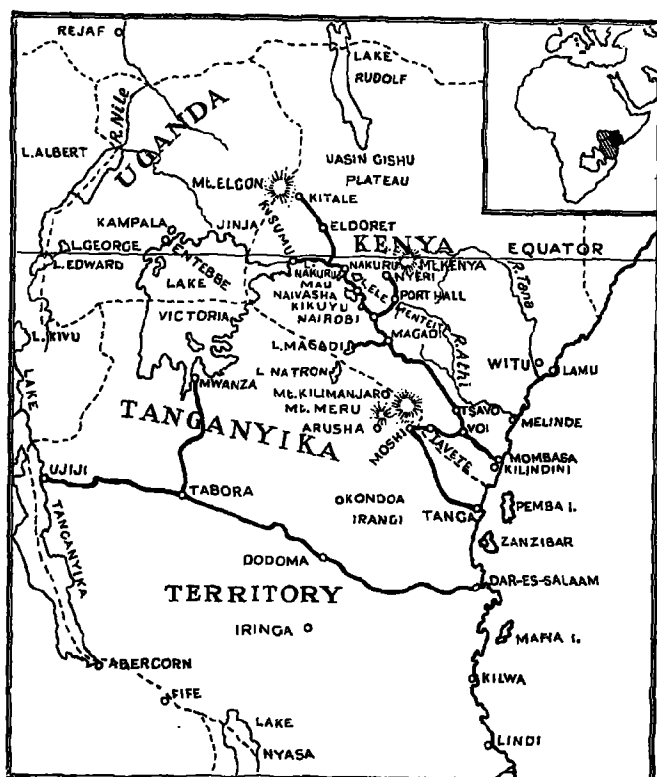 REJAF
LAKE
RUDOLF
R. Nile
UGANDA
L.ALBERT
UASIN GISHU
PLATEAU
Mt.ELGON
KITALE
KAMPALA
JINJA
KISUMU
ELDORET
KENYA
EQUATOR
L.GEORGE
L.EDWARD
ENTEBBE
LAKE
VICTORIA
L.
NAKURU
NAKURU
Mt.KENYA
NYERI
MAU
NAIVASHA
KIKUYU
NAIROBI
PORT HALL
R. Tana
MAGADI
R.Athi
L.KIVU
L.MAGADI
L.NATRON
WITU
LAMU
MWANZA
Mt.KILIMANJARO
Mt.MERU
ARUSHA
TSAVO
VOI
MELINDE
TANGANYIKA
MOSHI
TAVETE
MOMBASA
KILINDINI
LAKE
TANGANYIKA
UJIJI
TABORA
KONDOA
IRANGI
TANGA
PEMBA I.
ZANZIBAR
DODOMA
DAR-ES-SALAAM
TERRITORY
IRINGA
MAFIA I.
ABERCORN
FIFE
KILWA
LAKE
NYASA
LINDI